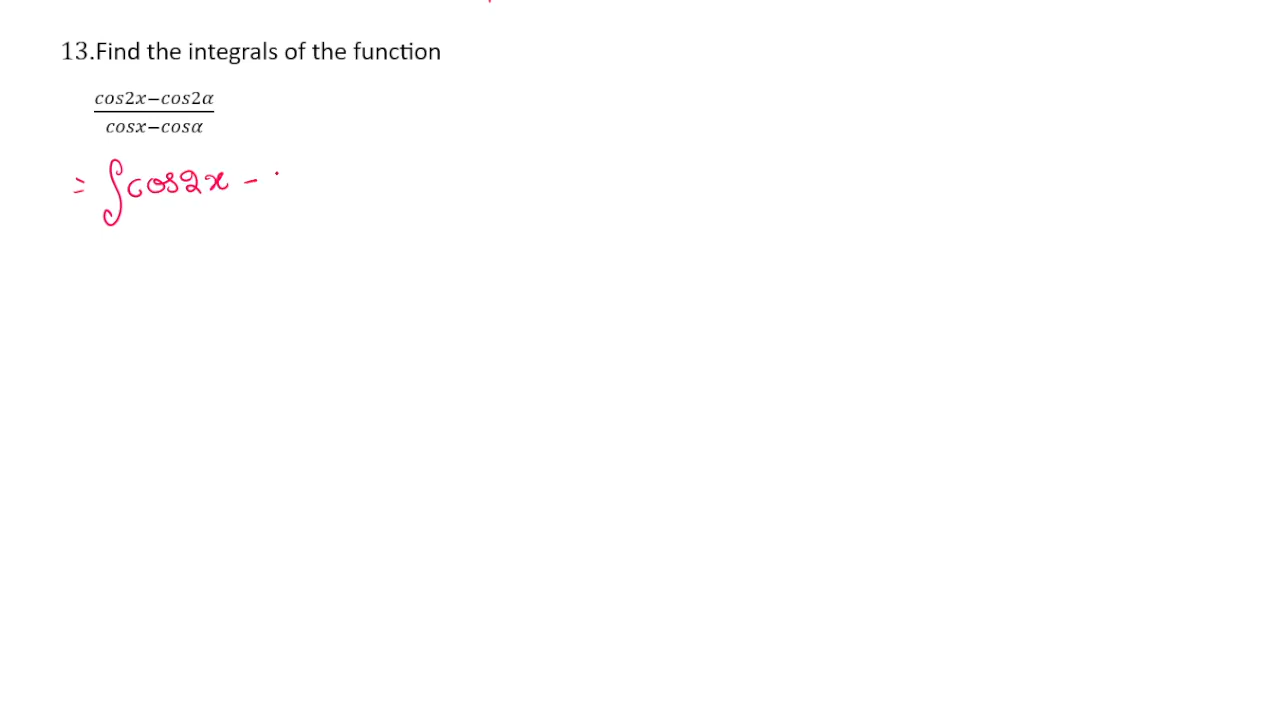 13.Find the integrals of the function
cos2x−cos2α
cosx−cosα
= ∫cos2x −